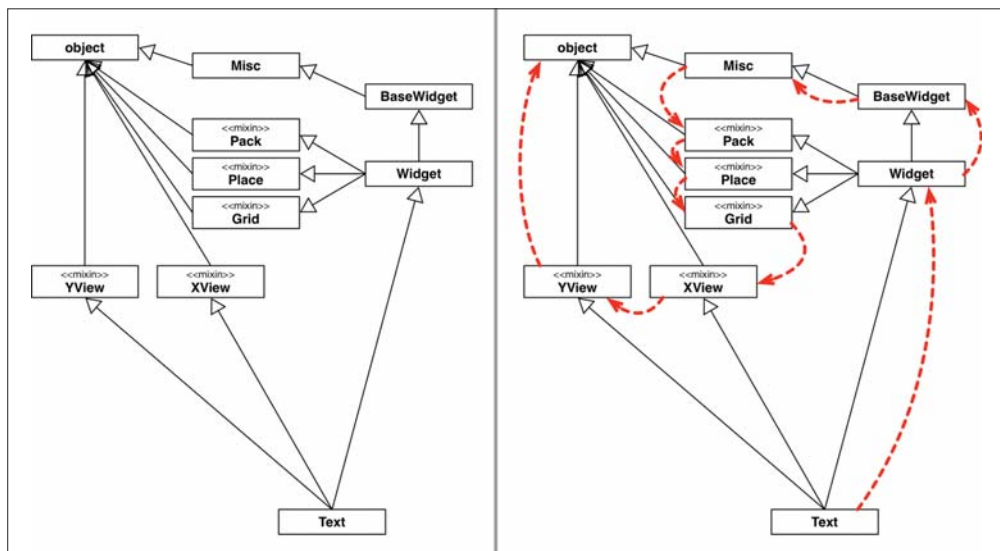 object
Misc
BaseWidget
<<mixin>>
Pack
<<mixin>>
Place
Widget
<<mixin>>
Grid
<<mixin>>
YView
<<mixin>>
XView
Text
object
Misc
BaseWidget
<<mixin>>
Pack
<<mixin>>
Place
Widget
<<mixin>>
Grid
<<mixin>>
YView
<<mixin>>
XView
Text